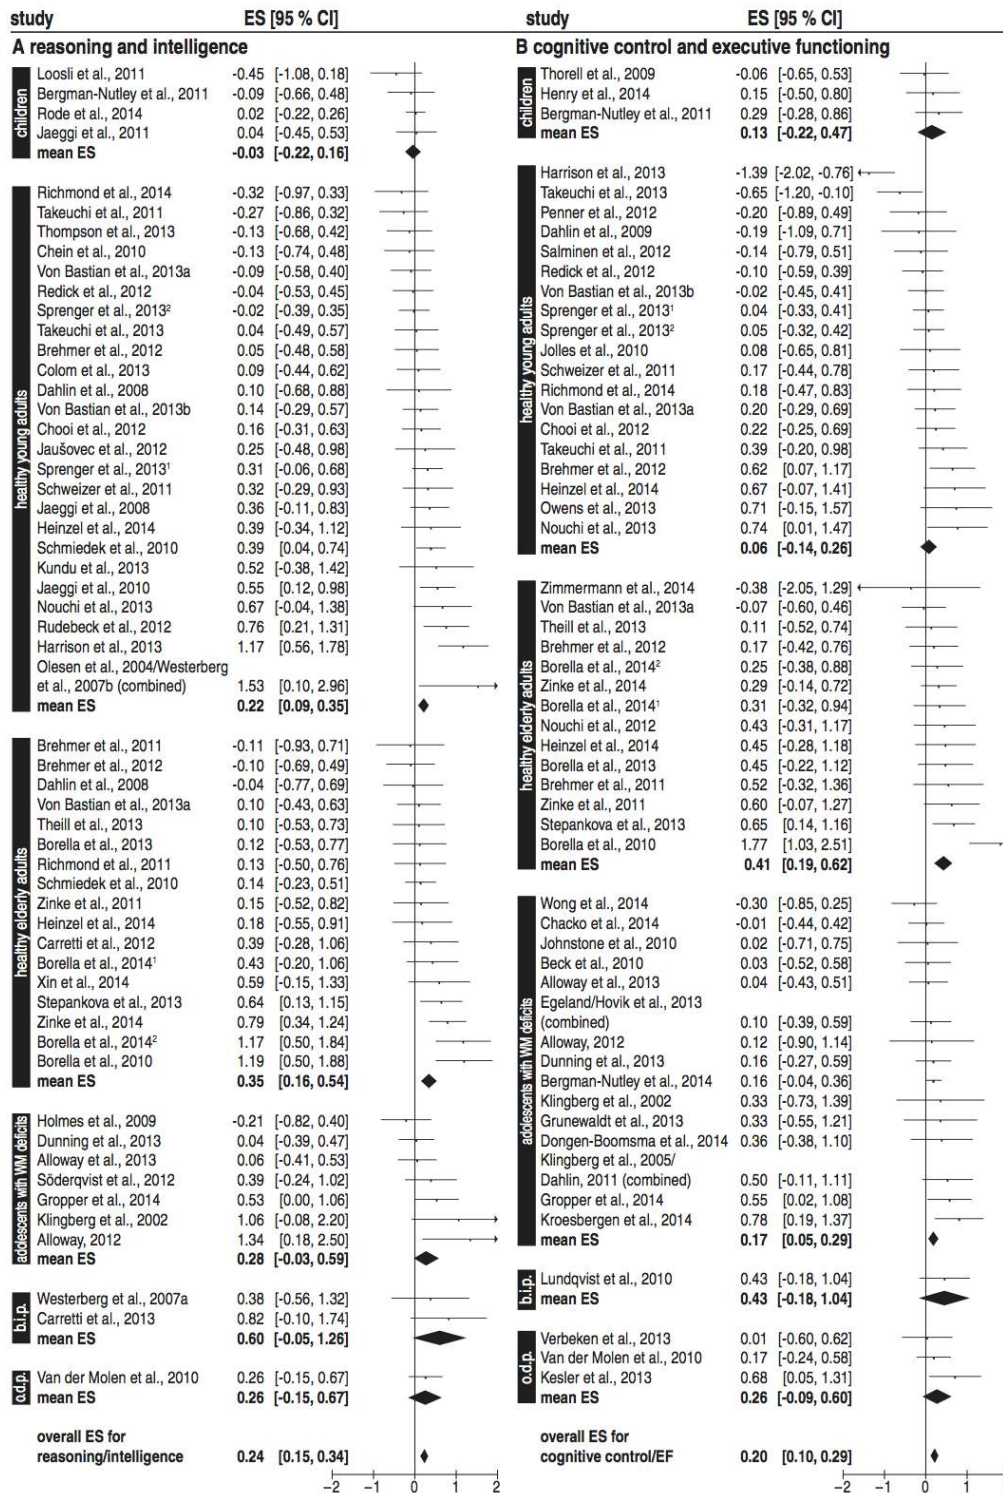 study ES [95 % CI]
A reasoning and intelligence
children
Loosli et al., 2011 -0.45 [-1.08, 0.18]
Bergman-Nutley et al., 2011 -0.09 [-0.66, 0.48]
Rode et al., 2014 0.02 [-0.22, 0.26]
Jaeggi et al., 2011 0.04 [-0.45, 0.53]
mean ES -0.03 [-0.22, 0.16]
healthy young adults
Richmond et al., 2014 -0.32 [-0.97, 0.33]
Takeuchi et al., 2011 -0.27 [-0.86, 0.32]
Thompson et al., 2013 -0.13 [-0.68, 0.42]
Chein et al., 2010 -0.13 [-0.74, 0.48]
Von Bastian et al., 2013a -0.09 [-0.58, 0.40]
Redick et al., 2012 -0.04 [-0.53, 0.45]
Sprenger et al., 2013² -0.02 [-0.39, 0.35]
Takeuchi et al., 2013 0.04 [-0.49, 0.57]
Brehmer et al., 2012 0.05 [-0.48, 0.58]
Colom et al., 2013 0.09 [-0.44, 0.62]
Dahlin et al., 2008 0.10 [-0.68, 0.88]
Von Bastian et al., 2013b 0.14 [-0.29, 0.57]
Chooi et al., 2012 0.16 [-0.31, 0.63]
Jaušovec et al., 2012 0.25 [-0.48, 0.98]
Sprenger et al., 2013¹ 0.31 [-0.06, 0.68]
Schweizer et al., 2011 0.32 [-0.29, 0.93]
Jaeggi et al., 2008 0.36 [-0.11, 0.83]
Heinzel et al., 2014 0.39 [-0.34, 1.12]
Schmiedek et al., 2010 0.39 [0.04, 0.74]
Kundu et al., 2013 0.52 [-0.38, 1.42]
Jaeggi et al., 2010 0.55 [0.12, 0.98]
Nouchi et al., 2013 0.67 [-0.04, 1.38]
Rudebeck et al., 2012 0.76 [0.21, 1.31]
Harrison et al., 2013 1.17 [0.56, 1.78]
Olesen et al., 2004/Westerberg
et al., 2007b (combined) 1.53 [0.10, 2.96]
mean ES 0.22 [0.09, 0.35]
healthy elderly adults
Brehmer et al., 2011 -0.11 [-0.93, 0.71]
Brehmer et al., 2012 -0.10 [-0.69, 0.49]
Dahlin et al., 2008 -0.04 [-0.77, 0.69]
Von Bastian et al., 2013a 0.10 [-0.43, 0.63]
Theill et al., 2013 0.10 [-0.53, 0.73]
Borella et al., 2013 0.12 [-0.53, 0.77]
Richmond et al., 2011 0.13 [-0.50, 0.76]
Schmiedek et al., 2010 0.14 [-0.23, 0.51]
Zinke et al., 2011 0.15 [-0.52, 0.82]
Heinzel et al., 2014 0.18 [-0.55, 0.91]
Carretti et al., 2012 0.39 [-0.28, 1.06]
Borella et al., 2014¹ 0.43 [-0.20, 1.06]
Xin et al., 2014 0.59 [-0.15, 1.33]
Stepankova et al., 2013 0.64 [0.13, 1.15]
Zinke et al., 2014 0.79 [0.34, 1.24]
Borella et al., 2014² 1.17 [0.50, 1.84]
Borella et al., 2010 1.19 [0.50, 1.88]
mean ES 0.35 [0.16, 0.54]
adolescents with WM deficits
Holmes et al., 2009 -0.21 [-0.82, 0.40]
Dunning et al., 2013 0.04 [-0.39, 0.47]
Alloway et al., 2013 0.06 [-0.41, 0.53]
Söderqvist et al., 2012 0.39 [-0.24, 1.02]
Gropper et al., 2014 0.53 [0.00, 1.06]
Klingberg et al., 2002 1.06 [-0.08, 2.20]
Alloway, 2012 1.34 [0.18, 2.50]
mean ES 0.28 [-0.03, 0.59]
b.i.p.
Westerberg et al., 2007a 0.38 [-0.56, 1.32]
Carretti et al., 2013 0.82 [-0.10, 1.74]
mean ES 0.60 [-0.05, 1.26]
o.d.p.
Van der Molen et al., 2010 0.26 [-0.15, 0.67]
mean ES 0.26 [-0.15, 0.67]
overall ES for
reasoning/intelligence 0.24 [0.15, 0.34]
−2 −1 0 1 2
study ES [95 % CI]
B cognitive control and executive functioning
children
Thorell et al., 2009 -0.06 [-0.65, 0.53]
Henry et al., 2014 0.15 [-0.50, 0.80]
Bergman-Nutley et al., 2011 0.29 [-0.28, 0.86]
mean ES 0.13 [-0.22, 0.47]
healthy young adults
Harrison et al., 2013 -1.39 [-2.02, -0.76]
Takeuchi et al., 2013 -0.65 [-1.20, -0.10]
Penner et al., 2012 -0.20 [-0.89, 0.49]
Dahlin et al., 2009 -0.19 [-1.09, 0.71]
Salminen et al., 2012 -0.14 [-0.79, 0.51]
Redick et al., 2012 -0.10 [-0.59, 0.39]
Von Bastian et al., 2013b -0.02 [-0.45, 0.41]
Sprenger et al., 2013¹ 0.04 [-0.33, 0.41]
Sprenger et al., 2013² 0.05 [-0.32, 0.42]
Jolles et al., 2010 0.08 [-0.65, 0.81]
Schweizer et al., 2011 0.17 [-0.44, 0.78]
Richmond et al., 2014 0.18 [-0.47, 0.83]
Von Bastian et al., 2013a 0.20 [-0.29, 0.69]
Chooi et al., 2012 0.22 [-0.25, 0.69]
Takeuchi et al., 2011 0.39 [-0.20, 0.98]
Brehmer et al., 2012 0.62 [0.07, 1.17]
Heinzel et al., 2014 0.67 [-0.07, 1.41]
Owens et al., 2013 0.71 [-0.15, 1.57]
Nouchi et al., 2013 0.74 [0.01, 1.47]
mean ES 0.06 [-0.14, 0.26]
healthy elderly adults
Zimmermann et al., 2014 -0.38 [-2.05, 1.29]
Von Bastian et al., 2013a -0.07 [-0.60, 0.46]
Theill et al., 2013 0.11 [-0.52, 0.74]
Brehmer et al., 2012 0.17 [-0.42, 0.76]
Borella et al., 2014² 0.25 [-0.38, 0.88]
Zinke et al., 2014 0.29 [-0.14, 0.72]
Borella et al., 2014¹ 0.31 [-0.32, 0.94]
Nouchi et al., 2012 0.43 [-0.31, 1.17]
Heinzel et al., 2014 0.45 [-0.28, 1.18]
Borella et al., 2013 0.45 [-0.22, 1.12]
Brehmer et al., 2011 0.52 [-0.32, 1.36]
Zinke et al., 2011 0.60 [-0.07, 1.27]
Stepankova et al., 2013 0.65 [0.14, 1.16]
Borella et al., 2010 1.77 [1.03, 2.51]
mean ES 0.41 [0.19, 0.62]
adolescents with WM deficits
Wong et al., 2014 -0.30 [-0.85, 0.25]
Chacko et al., 2014 -0.01 [-0.44, 0.42]
Johnstone et al., 2010 0.02 [-0.71, 0.75]
Beck et al., 2010 0.03 [-0.52, 0.58]
Alloway et al., 2013 0.04 [-0.43, 0.51]
Egeland/Hovik et al., 2013
(combined) 0.10 [-0.39, 0.59]
Alloway, 2012 0.12 [-0.90, 1.14]
Dunning et al., 2013 0.16 [-0.27, 0.59]
Bergman-Nutley et al., 2014 0.16 [-0.04, 0.36]
Klingberg et al., 2002 0.33 [-0.73, 1.39]
Grunewaldt et al., 2013 0.33 [-0.55, 1.21]
Dongen-Boomsma et al., 2014 0.36 [-0.38, 1.10]
Klingberg et al., 2005/
Dahlin, 2011 (combined) 0.50 [-0.11, 1.11]
Gropper et al., 2014 0.55 [0.02, 1.08]
Kroesbergen et al., 2014 0.78 [0.19, 1.37]
mean ES 0.17 [0.05, 0.29]
b.i.p.
Lundqvist et al., 2010 0.43 [-0.18, 1.04]
mean ES 0.43 [-0.18, 1.04]
o.d.p.
Verbeken et al., 2013 0.01 [-0.60, 0.62]
Van der Molen et al., 2010 0.17 [-0.24, 0.58]
Kesler et al., 2013 0.68 [0.05, 1.31]
mean ES 0.26 [-0.09, 0.60]
overall ES for
cognitive control/EF 0.20 [0.10, 0.29]
−2 −1 0 1